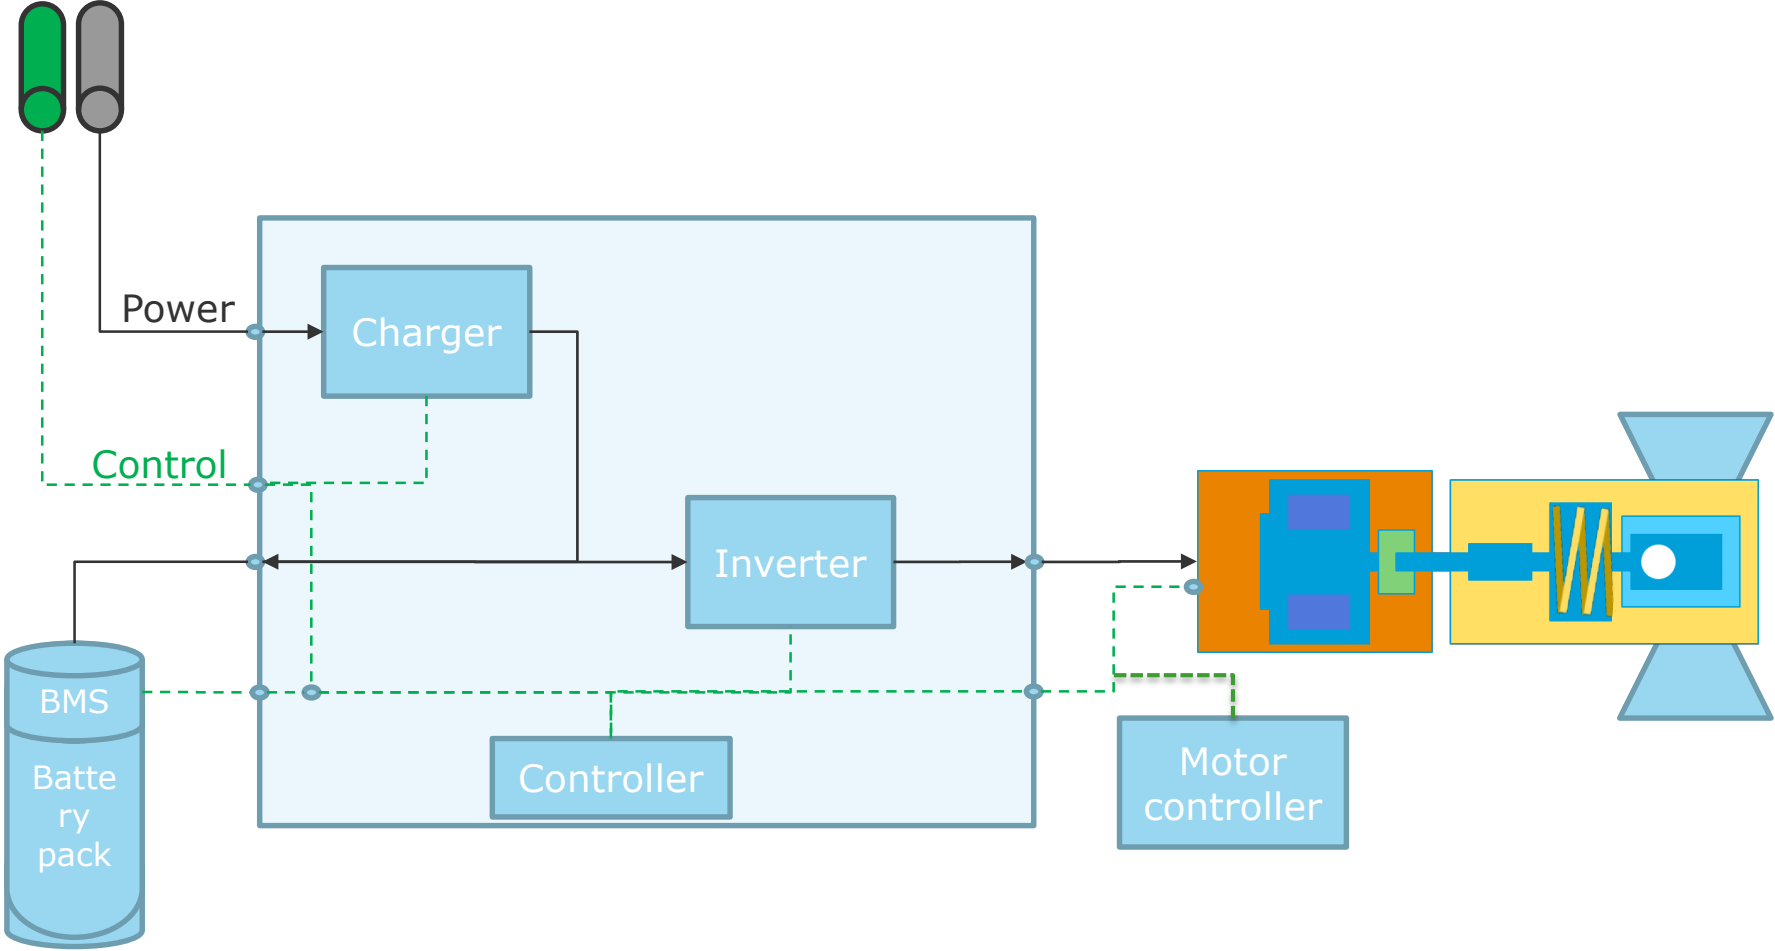 Power
Charger
Control
Inverter
BMS
Batte
ry
pack
Controller
Motor
controller